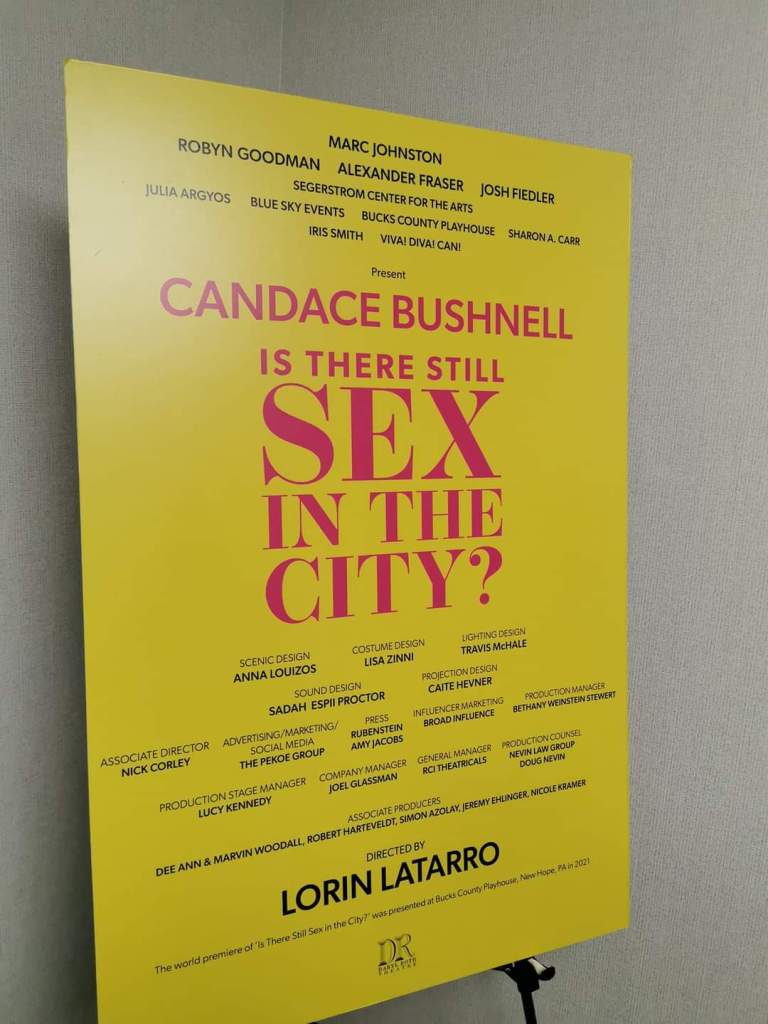 MARC JOHNSTON
ROBYN GOODMAN ALEXANDER FRASER JOSH FIEDLER
SEGERSTROM CENTER FOR THE ARTS
JULIA ARGYOS BLUE SKY EVENTS BUCKS COUNTY PLAYHOUSE SHARON A. CARR
IRIS SMITH VIVA! DIVA! CAN!
Present
CANDACE BUSHNELL
IS THERE STILL
SEX
IN THE
CITY?
SCENIC DESIGN COSTUME DESIGN LIGHTING DESIGN
ANNA LOUIZOS LISA ZINNI TRAVIS McHALE
SOUND DESIGN PROJECTION DESIGN
SADAH ESPII PROCTOR CAITE HEVNER
ASSOCIATE DIRECTOR
NICK CORLEY
ADVERTISING/MARKETING/
SOCIAL MEDIA
THE PEKOE GROUP
PRESS
RUBENSTEIN
AMY JACOBS
INFLUENCER MARKETING
BROAD INFLUENCE
PRODUCTION MANAGER
BETHANY WEINSTEIN STEWERT
PRODUCTION STAGE MANAGER
LUCY KENNEDY
COMPANY MANAGER
JOEL GLASSMAN
GENERAL MANAGER
RCI THEATRICALS
PRODUCTION COUNSEL
NEVIN LAW GROUP
DOUG NEVIN
ASSOCIATE PRODUCERS
DEE ANN & MARVIN WOODALL, ROBERT HARTEVELDT, SIMON AZOLAY, JEREMY EHLINGER, NICOLE KRAMER
DIRECTED BY
LORIN LATARRO
The world premiere of 'Is There Still Sex in the City?' was presented at Bucks County Playhouse, New Hope, PA in 2021
DR
DARYL ROTH
THEATRE